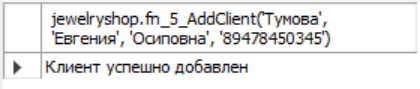 jewelryshop.fn_5_AddClient('Тумова',
'Евгения', 'Осиповна', '89478450345')
Клиент успешно добавлен